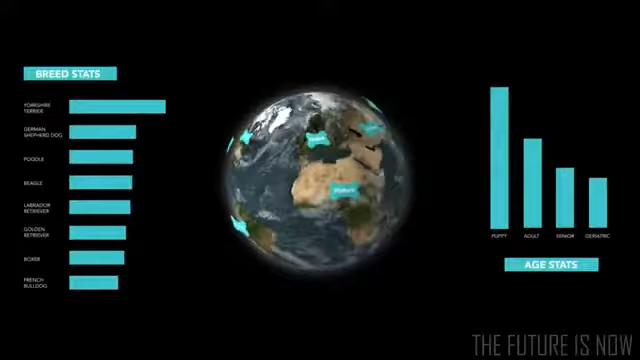 BREED STATS
YORKSHIRE
TERRIER
GERMAN
SHEPHERD DOG
POODLE
BEAGLE
LABRADOR
RETRIEVER
GOLDEN
RETRIEVER
BOXER
FRENCH
BULLDOG
PUPPY
ADULT
SENIOR
GERIATRIC
AGE STATS
THE FUTURE IS NOW